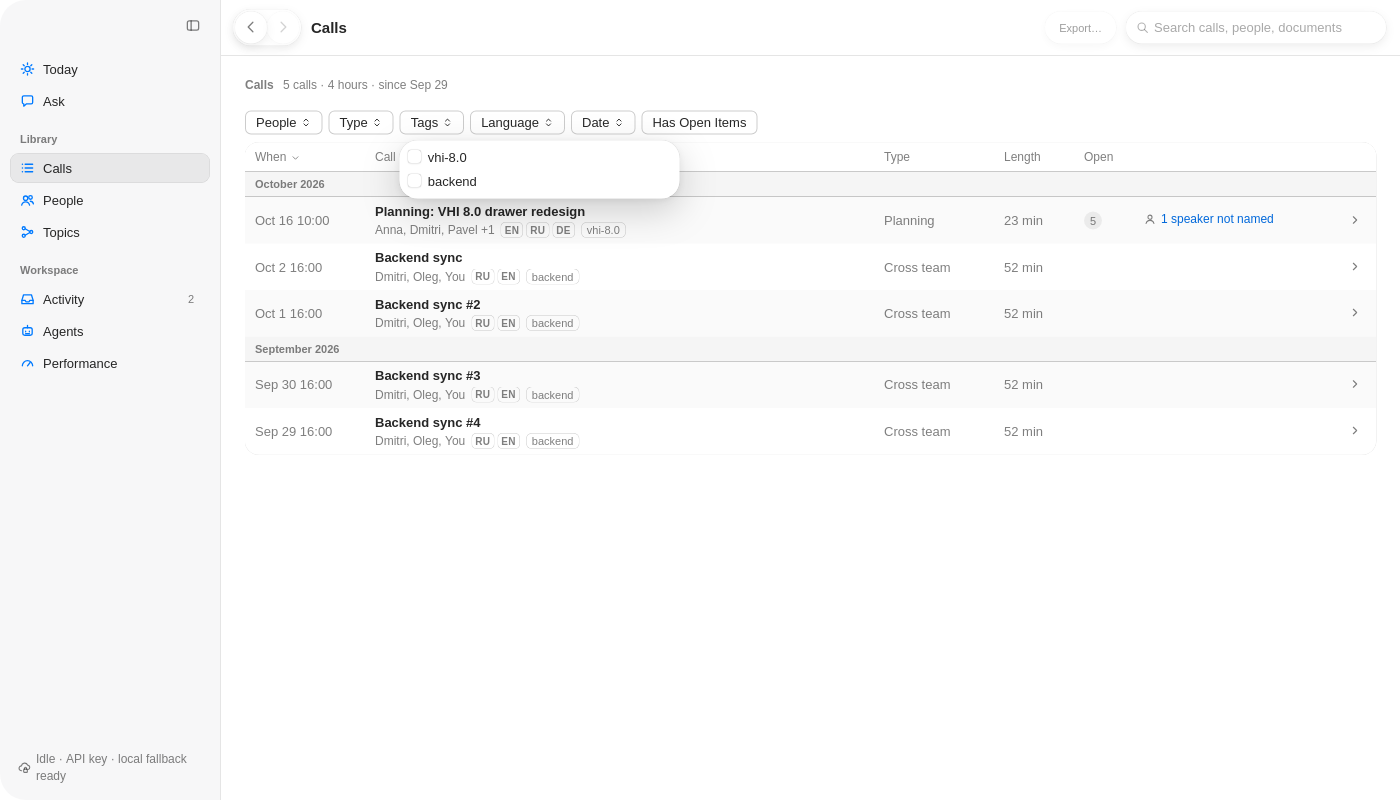 Calls
Export…
Search calls, people, documents
Today
Ask
Library
Calls
People
Topics
Workspace
Activity 2
Agents
Performance
Idle · API key · local fallback
ready
Calls 5 calls · 4 hours · since Sep 29
People Type Tags Language Date Has Open Items
When Call Type Length Open
vhi-8.0
backend
October 2026
Oct 16 10:00 Planning: VHI 8.0 drawer redesign Planning 23 min 5 1 speaker not named
Anna, Dmitri, Pavel +1 EN RU DE vhi-8.0
Oct 2 16:00 Backend sync Cross team 52 min
Dmitri, Oleg, You RU EN backend
Oct 1 16:00 Backend sync #2 Cross team 52 min
Dmitri, Oleg, You RU EN backend
September 2026
Sep 30 16:00 Backend sync #3 Cross team 52 min
Dmitri, Oleg, You RU EN backend
Sep 29 16:00 Backend sync #4 Cross team 52 min
Dmitri, Oleg, You RU EN backend